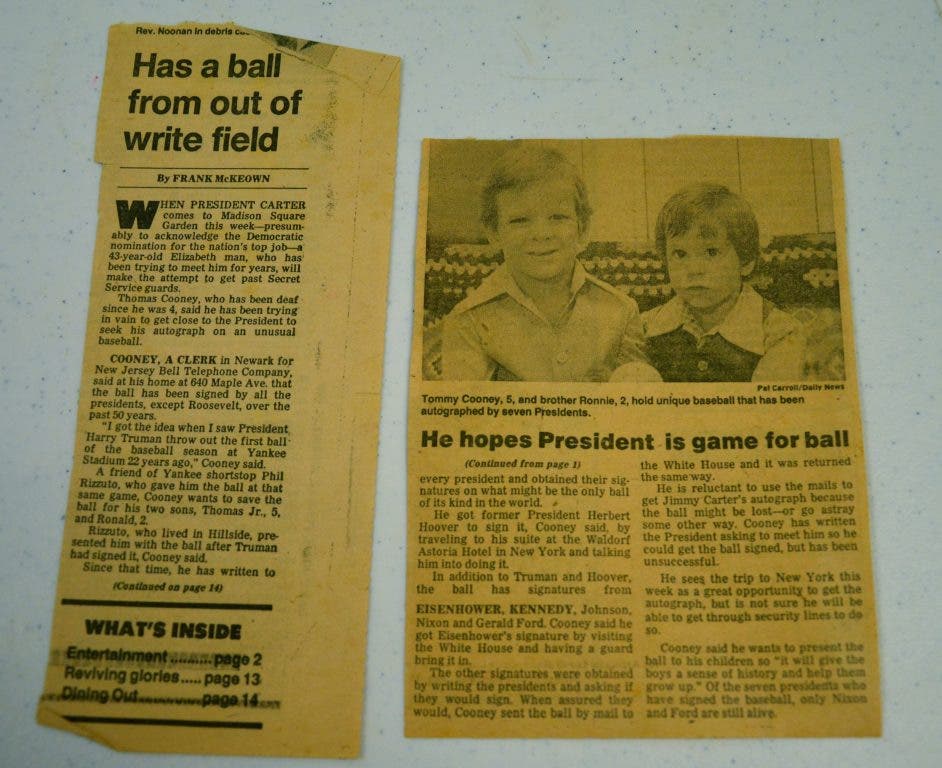 Rev. Noonan in debris
Has a ball
from out of
write field
By FRANK McKEOWN
WHEN PRESIDENT CARTER
comes to Madison Square
Garden this week—presum-
ably to acknowledge the Democratic
nomination for the nation's top job—a
43-year-old Elizabeth man, who has
been trying to meet him for years, will
make the attempt to get past Secret
Service guards.
Thomas Cooney, who has been deaf
since he was 4, said he has been trying
in vain to get close to the President to
seek his autograph on an unusual
baseball.
COONEY, A CLERK in Newark for
New Jersey Bell Telephone Company,
said at his home at 640 Maple Ave. that
the ball has been signed by all the
presidents, except Roosevelt, over the
past 50 years.
"I got the idea when I saw President
Harry Truman throw out the first ball
of the baseball season at Yankee
Stadium 22 years ago," Cooney said.
A friend of Yankee shortstop Phil
Rizzuto, who gave him the ball at that
same game, Cooney wants to save the
ball for his two sons, Thomas Jr., 5,
and Ronald, 2.
Rizzuto, who lived in Hillside, pre-
sented him with the ball after Truman
had signed it, Cooney said.
Since that time, he has written to
(Continued on page 14)
WHAT'S INSIDE
Entertainment..........page 2
Reviving glories.....page 13
Dining Out...............page 14
Pat Carroll/Daily News
Tommy Cooney, 5, and brother Ronnie, 2, hold unique baseball that has been
autographed by seven Presidents.
He hopes President is game for ball
(Continued from page 1)
every president and obtained their sig-
natures on what might be the only ball
of its kind in the world.
He got former President Herbert
Hoover to sign it, Cooney said, by
traveling to his suite at the Waldorf
Astoria Hotel in New York and talking
him into doing it.
In addition to Truman and Hoover,
the ball has signatures from
EISENHOWER, KENNEDY, Johnson,
Nixon and Gerald Ford. Cooney said he
got Eisenhower's signature by visiting
the White House and having a guard
bring it in.
The other signatures were obtained
by writing the presidents and asking if
they would sign. When assured they
would, Cooney sent the ball by mail to
the White House and it was returned
the same way.
He is reluctant to use the mails to
get Jimmy Carter's autograph because
the ball might be lost—or go astray
some other way. Cooney has written
the President asking to meet him so he
could get the ball signed, but has been
unsuccessful.
He sees the trip to New York this
week as a great opportunity to get the
autograph, but is not sure he will be
able to get through security lines to do
so.
Cooney said he wants to present the
ball to his children so "it will give the
boys a sense of history and help them
grow up." Of the seven presidents who
have signed the baseball, only Nixon
and Ford are still alive.